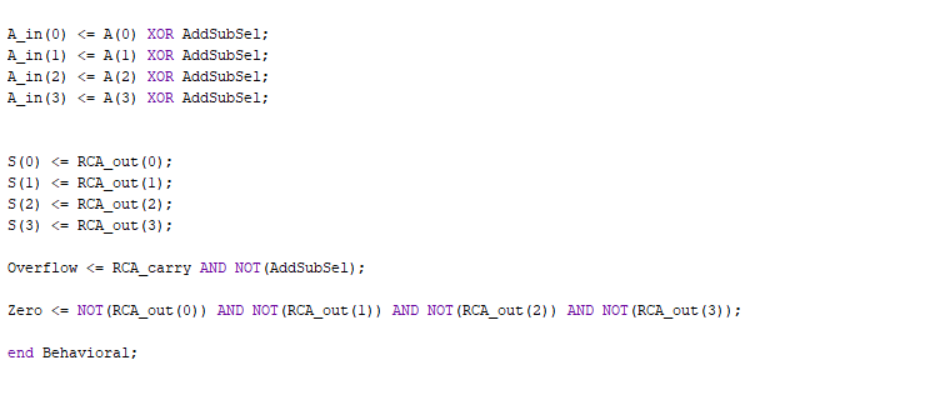 A_in(0) <= A(0) XOR AddSubSel;
A_in(1) <= A(1) XOR AddSubSel;
A_in(2) <= A(2) XOR AddSubSel;
A_in(3) <= A(3) XOR AddSubSel;
S(0) <= RCA_out(0);
S(1) <= RCA_out(1);
S(2) <= RCA_out(2);
S(3) <= RCA_out(3);
Overflow <= RCA_carry AND NOT(AddSubSel);
Zero <= NOT(RCA_out(0)) AND NOT(RCA_out(1)) AND NOT(RCA_out(2)) AND NOT(RCA_out(3));
end Behavioral;